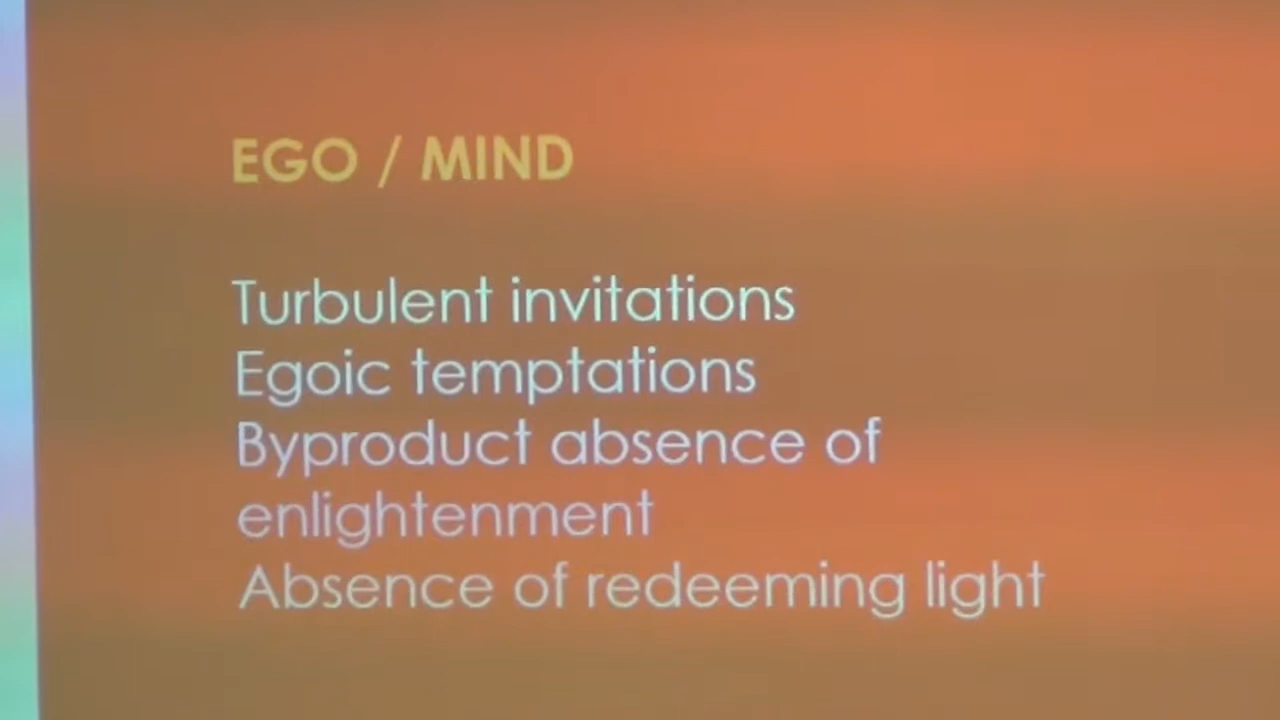 EGO / MIND
Turbulent invitations
Egoic temptations
Byproduct absence of
enlightenment
Absence of redeeming light